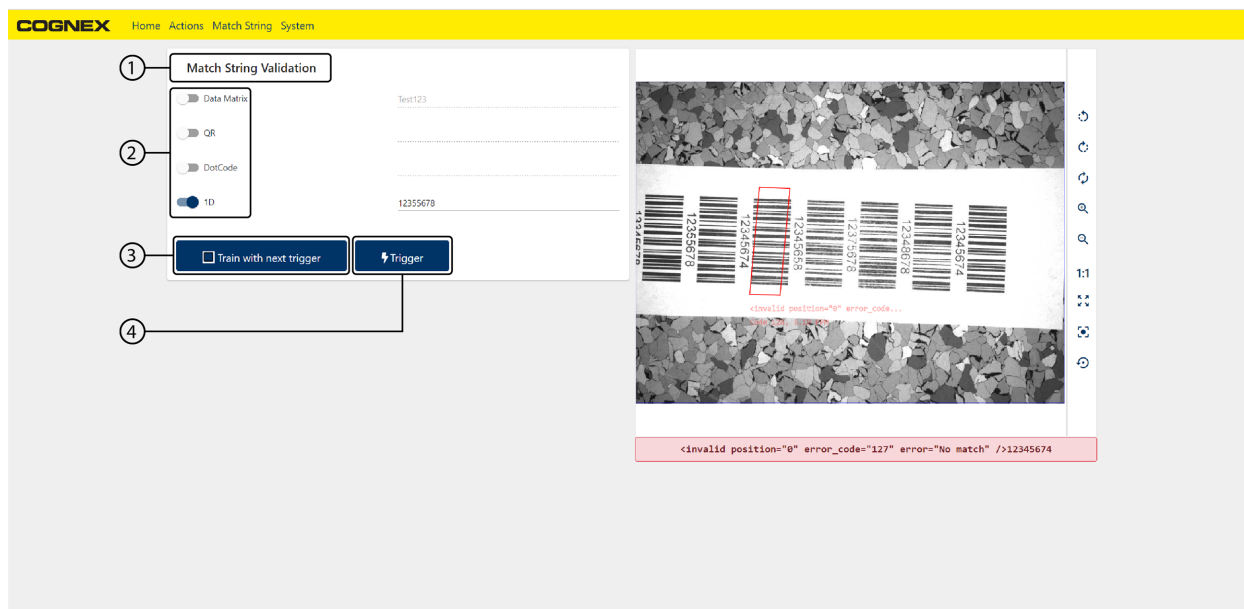 COGNEX Home Actions Match String System
1 Match String Validation
2
Data Matrix Test123
QR
DotCode
1D 12355678
3 Train with next trigger Trigger
4
12345678
12355678
12345674
12345658
12375678
12348678
12345674
<invalid position="0" error_code...
1:1
<invalid position="0" error_code="127" error="No match" />12345674